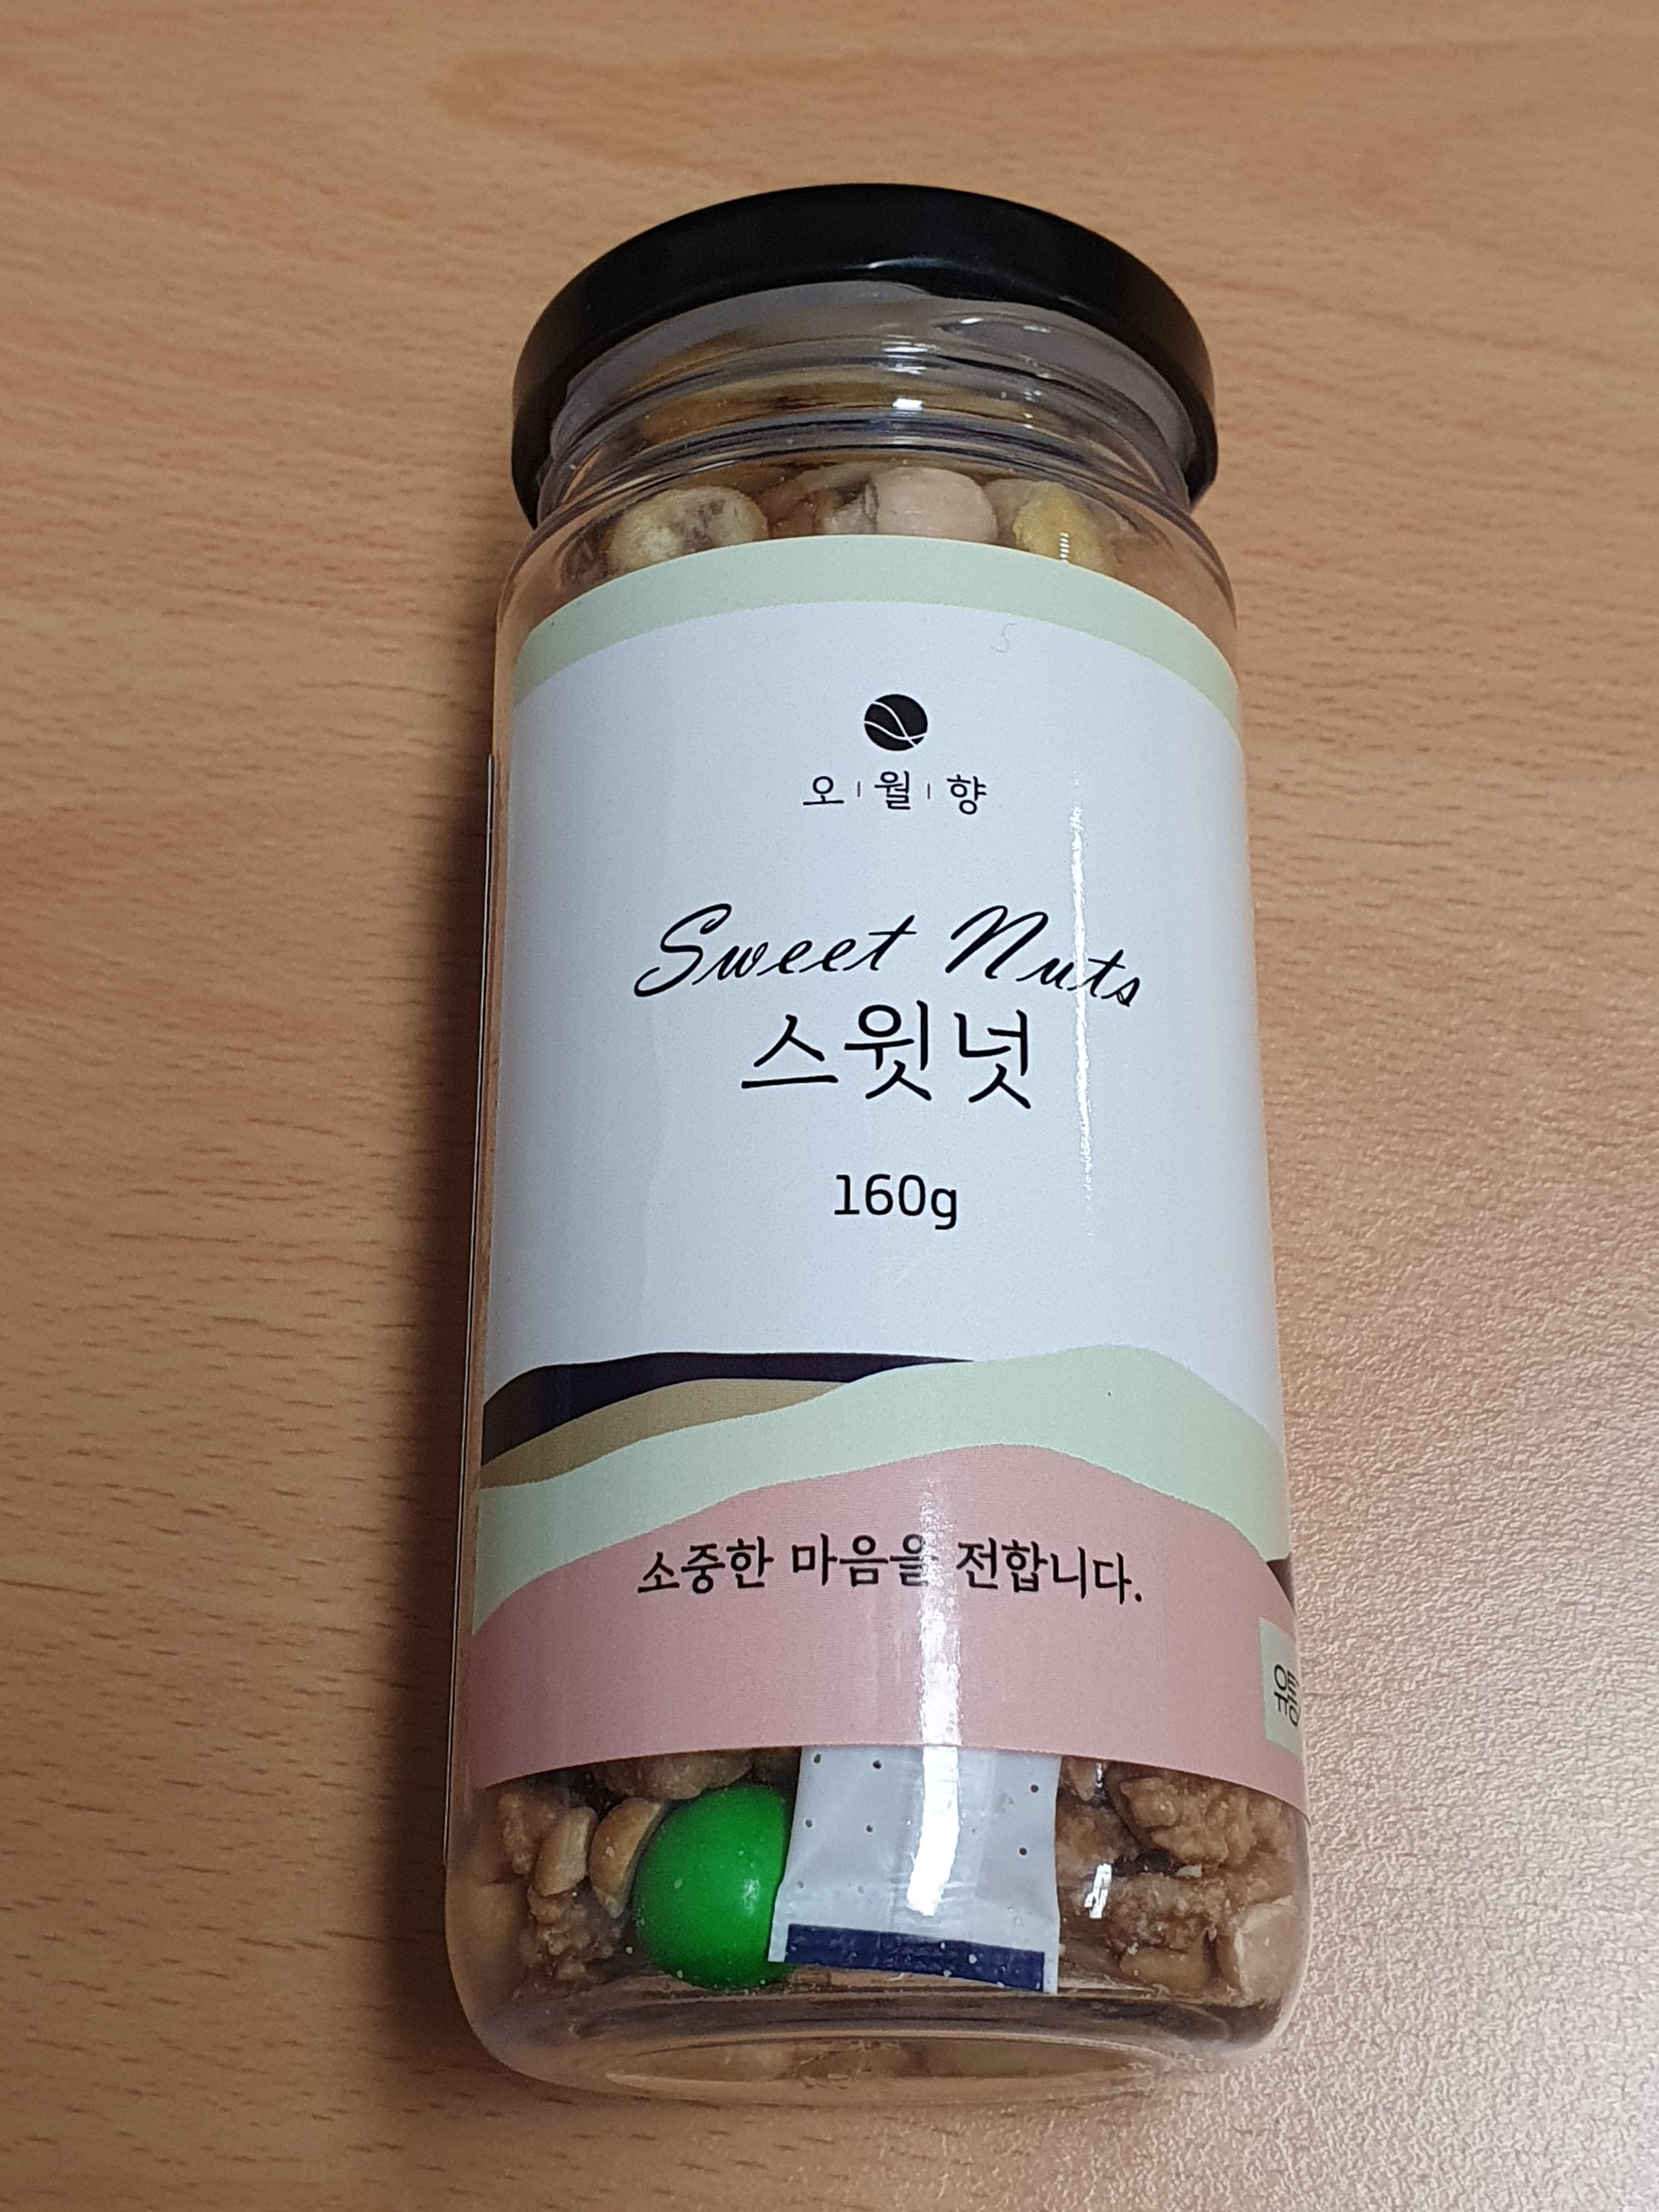 오 | 월 | 향
Sweet Nuts
스윗넛
160g
소중한 마음을 전합니다.